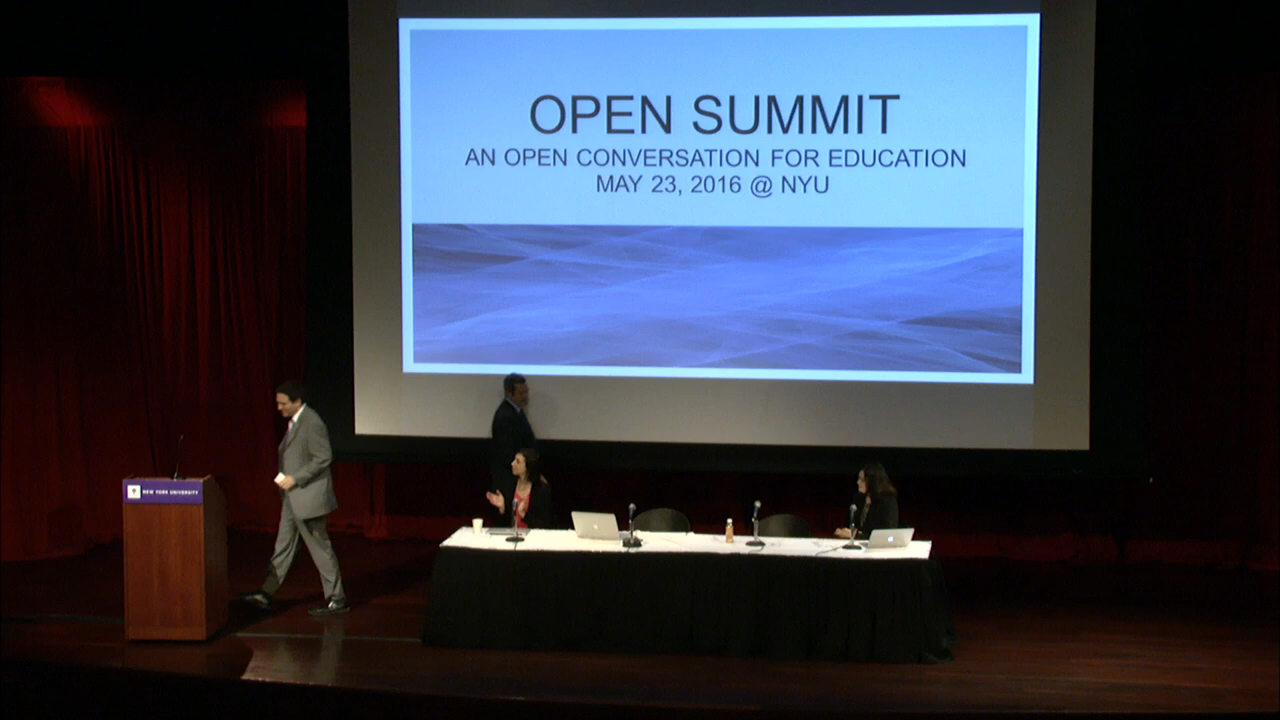 OPEN SUMMIT
AN OPEN CONVERSATION FOR EDUCATION
MAY 23, 2016 @ NYU
NEW YORK UNIVERSITY